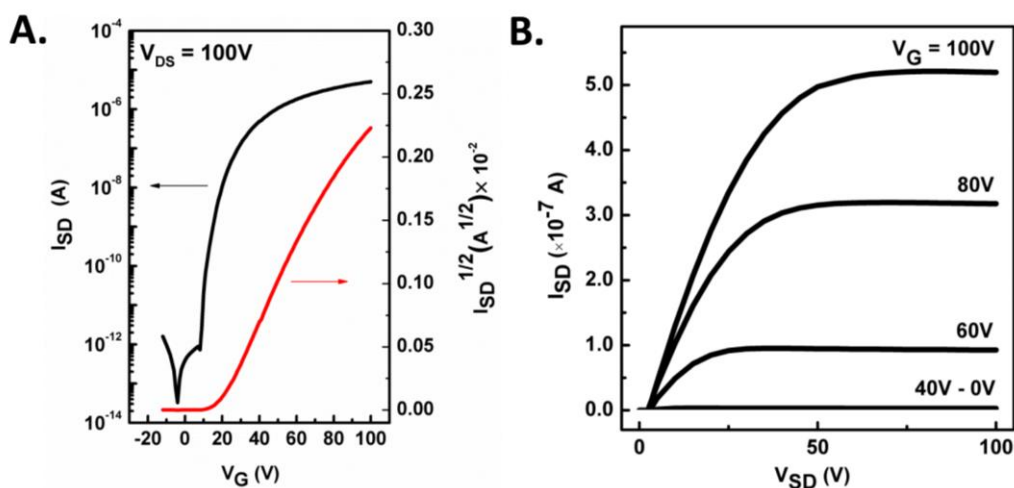 A.
V_DS = 100V
I_SD (A)
10^-4
10^-6
10^-8
10^-10
10^-12
10^-14
0.30
0.25
0.20
0.15
0.10
0.05
0.00
I_SD^1/2(A^1/2)× 10^-2
-20 0 20 40 60 80 100
V_G (V)
B.
V_G = 100V
80V
60V
40V - 0V
I_SD (×10^-7 A)
5.0
4.0
3.0
2.0
1.0
0.0
0 50 100
V_SD (V)